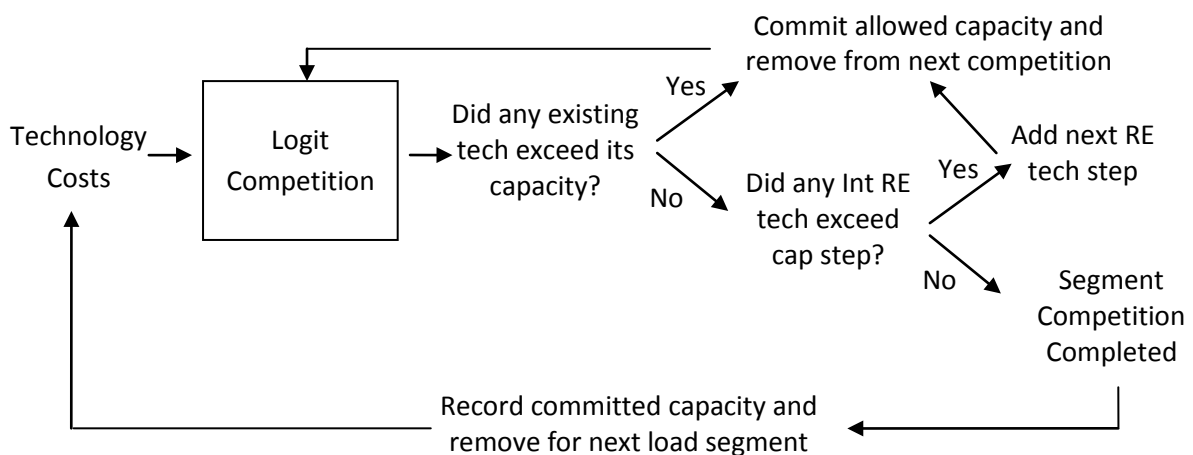 Commit allowed capacity and
remove from next competition
Yes
Technology
Costs
Logit
Competition
Did any existing
tech exceed its
capacity?
No
Did any Int RE
tech exceed
cap step?
Yes
Add next RE
tech step
No
Segment
Competition
Completed
Record committed capacity and
remove for next load segment